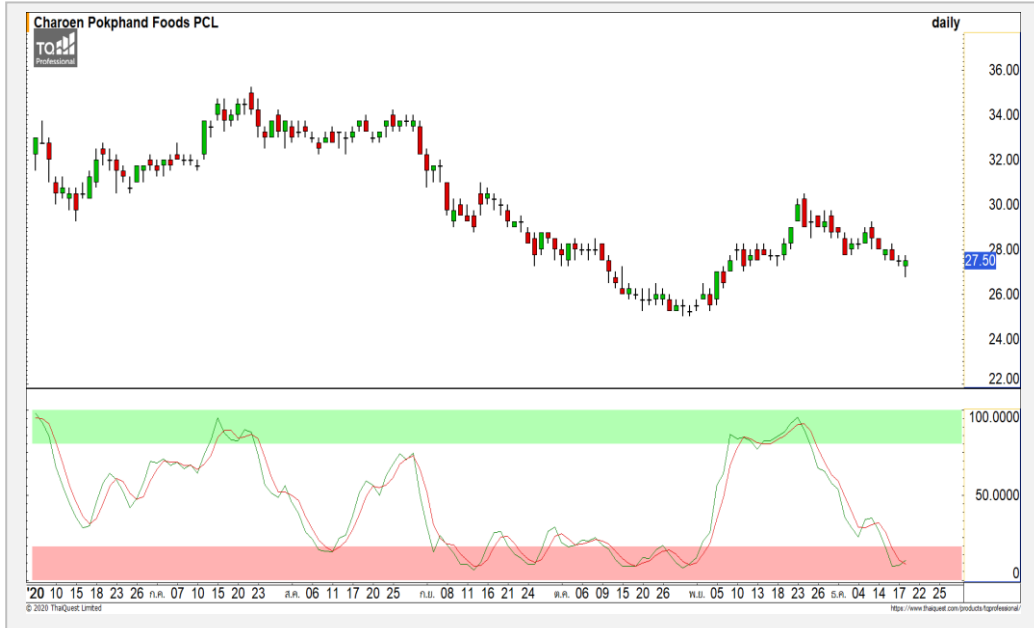 Charoen Pokphand Foods PCL daily
TQ
Professional
36.00
34.00
32.00
30.00
28.00
27.50
26.00
24.00
22.00
100.0000
50.0000
0
'20 10 15 18 23 26 ก.ค. 07 10 15 20 23 ส.ค. 06 11 17 20 25 ก.ย. 08 11 16 21 24 ต.ค. 06 09 15 20 26 พ.ย. 05 10 13 18 23 26 ธ.ค. 04 14 17 22 25
© 2020 ThaiQuest Limited https://www.thaiquest.com/products/tqprofessional/